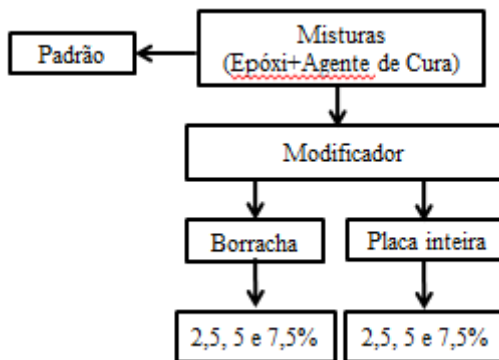 Padrão
Misturas
(Epóxi+Agente de Cura)
Modificador
Borracha
Placa inteira
2,5, 5 e 7,5%
2,5, 5 e 7,5%